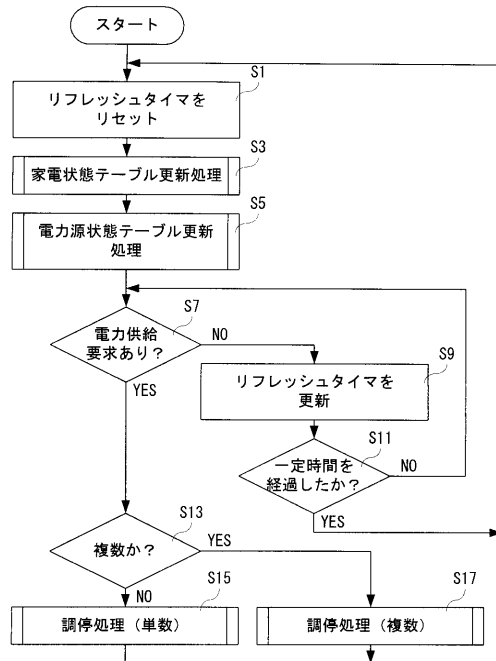 スタート
S1
リフレッシュタイマを
リセット
S3
家電状態テーブル更新処理
S5
電力源状態テーブル更新
処理
S7
電力供給
要求あり?
NO
YES
S9
リフレッシュタイマを
更新
S11
一定時間を
経過したか?
NO
YES
S13
複数か?
YES
NO
S15
調停処理(単数)
S17
調停処理(複数)